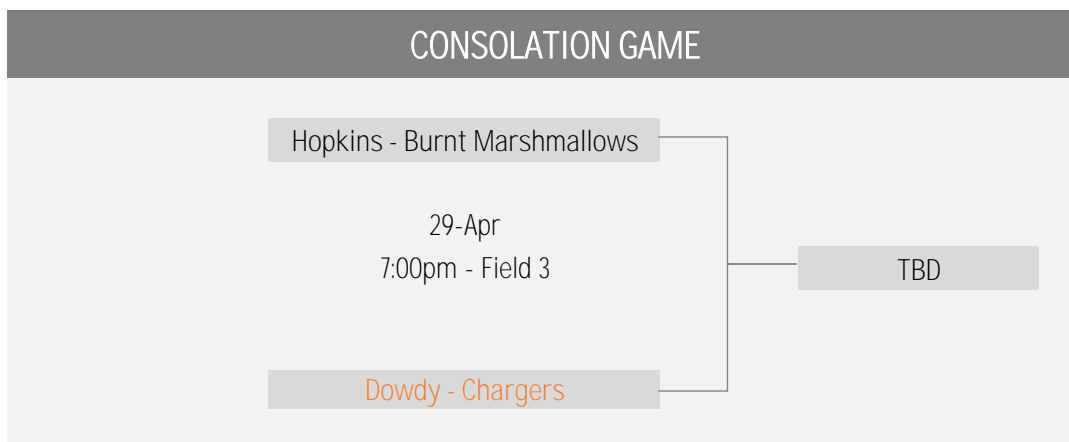 CONSOLATION GAME
Hopkins - Burnt Marshmallows
29-Apr
7:00pm - Field 3
TBD
Dowdy - Chargers